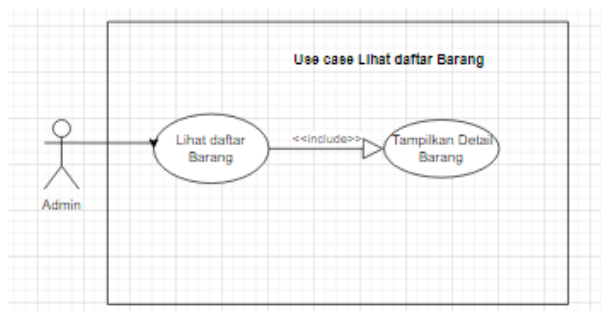 Use case Lihat daftar Barang
Lihat daftar
Barang
<<include>>
Tampilkan Detail
Barang
Admin